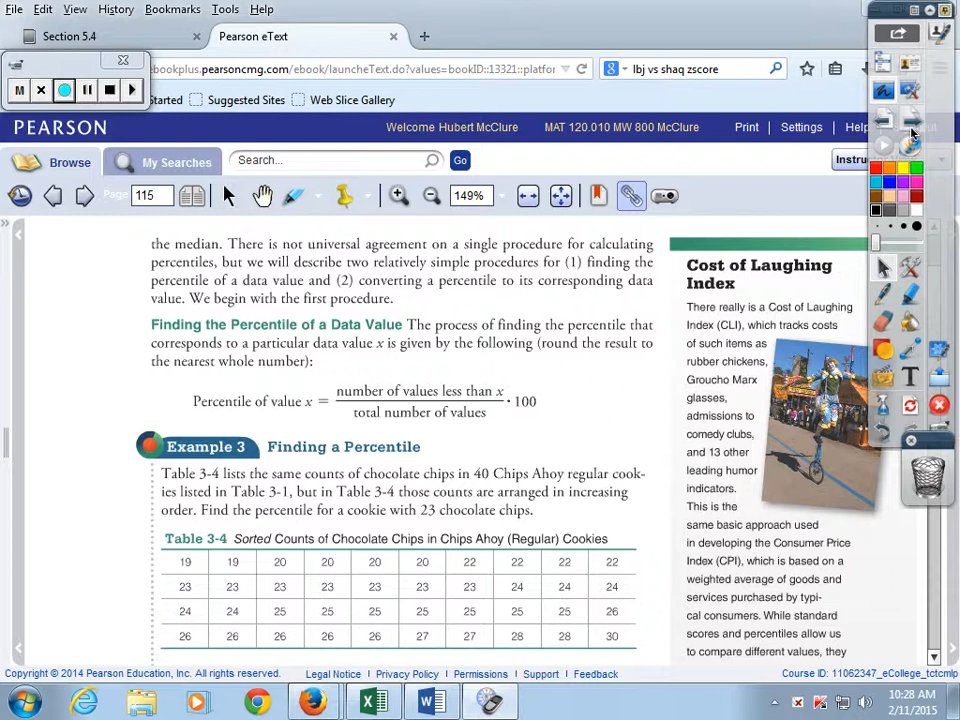 File Edit View History Bookmarks Tools Help
Section 5.4 × Pearson eText × +
ebookplus.pearsoncmg.com/ebook/launcheText.do?values=bookID::13321::platfor
lbj vs shaq zscore
M
Started Suggested Sites Web Slice Gallery
PEARSON Welcome Hubert McClure MAT 120.010 MW 800 McClure Print Settings Help
Browse My Searches Search... Go Instru
Page 115 149%
the median. There is not universal agreement on a single procedure for calculating
percentiles, but we will describe two relatively simple procedures for (1) finding the
percentile of a data value and (2) converting a percentile to its corresponding data
value. We begin with the first procedure.
Finding the Percentile of a Data Value The process of finding the percentile that
corresponds to a particular data value x is given by the following (round the result to
the nearest whole number):
Percentile of value x = number of values less than x / total number of values · 100
Example 3 Finding a Percentile
Table 3-4 lists the same counts of chocolate chips in 40 Chips Ahoy regular cook-
ies listed in Table 3-1, but in Table 3-4 those counts are arranged in increasing
order. Find the percentile for a cookie with 23 chocolate chips.
Table 3-4 Sorted Counts of Chocolate Chips in Chips Ahoy (Regular) Cookies
19 19 20 20 20 20 22 22 22 22
23 23 23 23 23 23 23 24 24 24
24 24 25 25 25 25 25 25 25 26
26 26 26 26 26 27 27 28 28 30
Cost of Laughing
Index
There really is a Cost of Laughing
Index (CLI), which tracks costs
of such items as
rubber chickens,
Groucho Marx
glasses,
admissions to
comedy clubs,
and 13 other
leading humor
indicators.
This is the
same basic approach used
in developing the Consumer Price
Index (CPI), which is based on a
weighted average of goods and
services purchased by typi-
cal consumers. While standard
scores and percentiles allow us
to compare different values, they
Copyright © 2014 Pearson Education, Inc. All rights reserved. Legal Notice | Privacy Policy | Permissions | Support | Feedback Course ID: 11062347_eCollege_tctcmlp
10:28 AM
2/11/2015